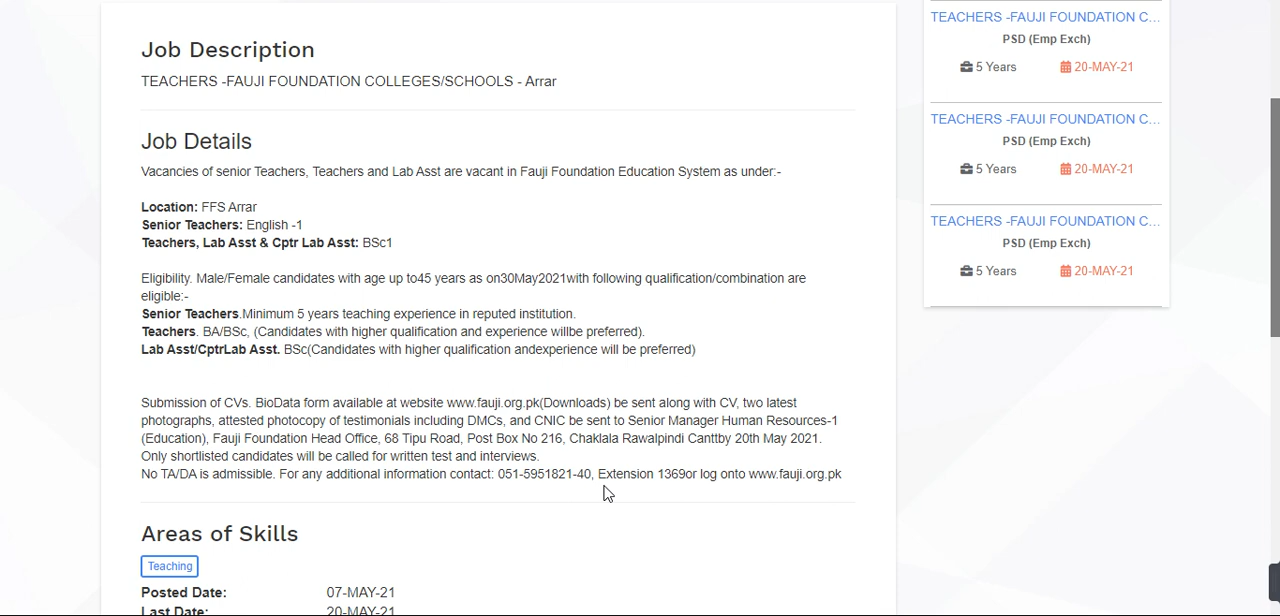 Job Description
TEACHERS -FAUJI FOUNDATION COLLEGES/SCHOOLS - Arrar
Job Details
Vacancies of senior Teachers, Teachers and Lab Asst are vacant in Fauji Foundation Education System as under:-
Location: FFS Arrar
Senior Teachers: English -1
Teachers, Lab Asst & Cptr Lab Asst: BSc1
Eligibility. Male/Female candidates with age up to45 years as on30May2021with following qualification/combination are
eligible:-
Senior Teachers.Minimum 5 years teaching experience in reputed institution.
Teachers. BA/BSc, (Candidates with higher qualification and experience willbe preferred).
Lab Asst/CptrLab Asst. BSc(Candidates with higher qualification andexperience will be preferred)
Submission of CVs. BioData form available at website www.fauji.org.pk(Downloads) be sent along with CV, two latest
photographs, attested photocopy of testimonials including DMCs, and CNIC be sent to Senior Manager Human Resources-1
(Education), Fauji Foundation Head Office, 68 Tipu Road, Post Box No 216, Chaklala Rawalpindi Canttby 20th May 2021.
Only shortlisted candidates will be called for written test and interviews.
No TA/DA is admissible. For any additional information contact: 051-5951821-40, Extension 1369or log onto www.fauji.org.pk
Areas of Skills
Teaching
Posted Date: 07-MAY-21
Last Date: 20-MAY-21
TEACHERS -FAUJI FOUNDATION C...
PSD (Emp Exch)
5 Years 20-MAY-21
TEACHERS -FAUJI FOUNDATION C...
PSD (Emp Exch)
5 Years 20-MAY-21
TEACHERS -FAUJI FOUNDATION C...
PSD (Emp Exch)
5 Years 20-MAY-21